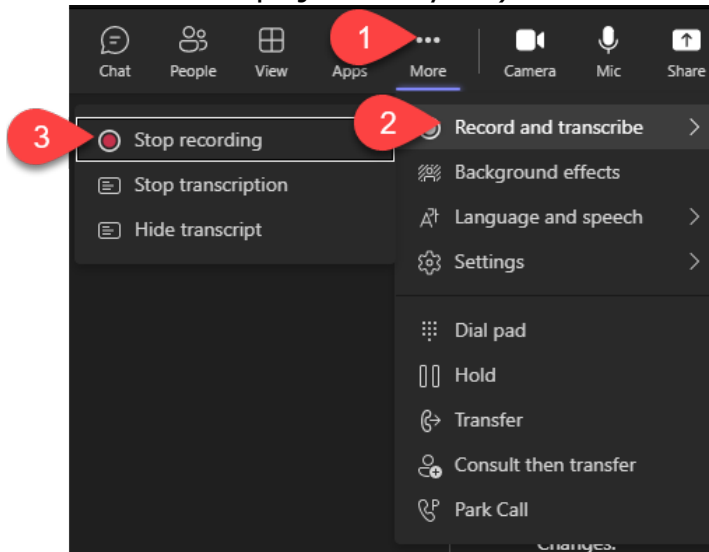 1
Chat People View Apps More Camera Mic Share
3 Stop recording 2 Record and transcribe
Stop transcription Background effects
Hide transcript Language and speech
Settings
Dial pad
Hold
Transfer
Consult then transfer
Park Call
Changes.